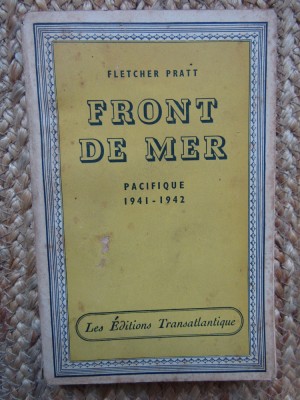 FLETCHER PRATT
FRONT
DE MER
PACIFIQUE
1941-1942
Les Éditions Transatlantique